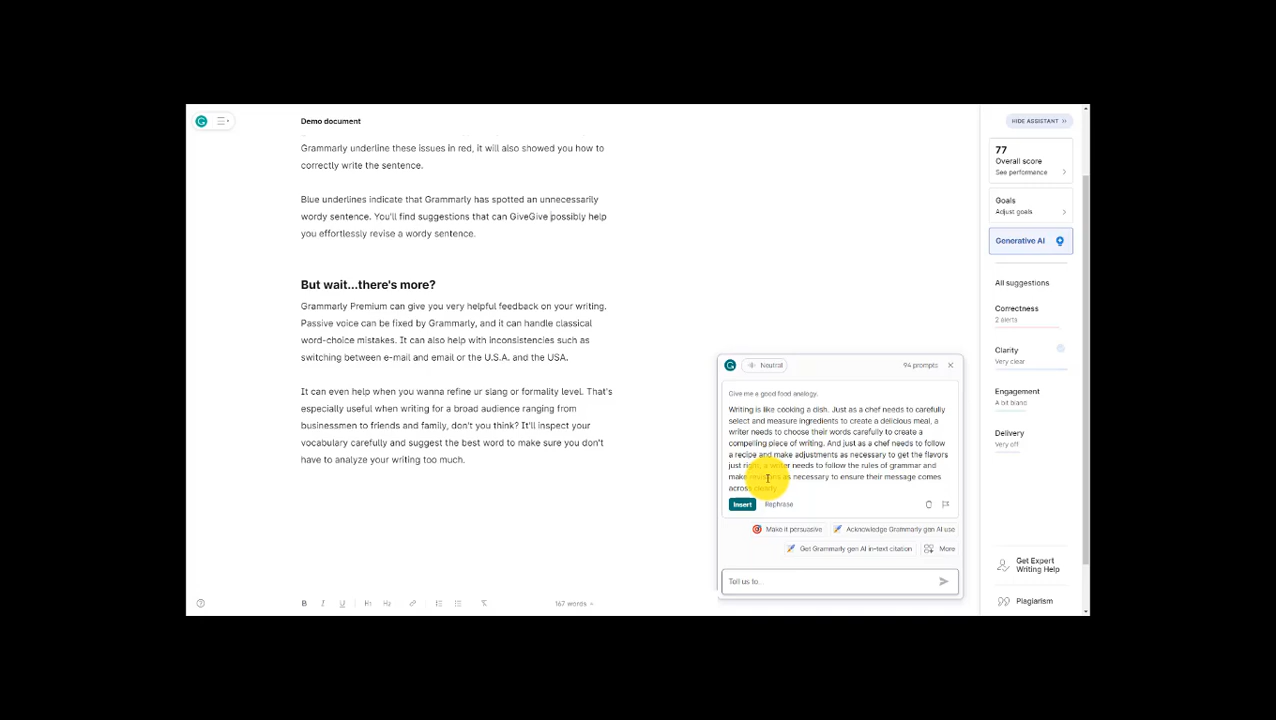 Demo document
HIDE ASSISTANT
Grammarly underline these issues in red, it will also showed you how to
correctly write the sentence.
Blue underlines indicate that Grammarly has spotted an unnecessarily
wordy sentence. You'll find suggestions that can GiveGive possibly help
you effortlessly revise a wordy sentence.
But wait...there's more?
Grammarly Premium can give you very helpful feedback on your writing.
Passive voice can be fixed by Grammarly, and it can handle classical
word-choice mistakes. It can also help with inconsistencies such as
switching between e-mail and email or the U.S.A. and the USA.
It can even help when you wanna refine ur slang or formality level. That's
especially useful when writing for a broad audience ranging from
businessmen to friends and family, don't you think? It'll inspect your
vocabulary carefully and suggest the best word to make sure you don't
have to analyze your writing too much.
B I U H1 H2
167 words
Neutral
94 prompts
Give me a good food analogy.
Writing is like cooking a dish. Just as a chef needs to carefully
select and measure ingredients to create a delicious meal, a
writer needs to choose their words carefully to create a
compelling piece of writing. And just as a chef needs to follow
a recipe and make adjustments as necessary to get the flavors
just right, a writer needs to follow the rules of grammar and
make revisions as necessary to ensure their message comes
across clearly.
Insert
Rephrase
Make it persuasive
Acknowledge Grammarly gen AI use
Get Grammarly gen AI in-text citation
More
Tell us to...
77
Overall score
See performance
Goals
Adjust goals
Generative AI
All suggestions
Correctness
2 alerts
Clarity
Very clear
Engagement
A bit bland
Delivery
Very off
Get Expert
Writing Help
Plagiarism